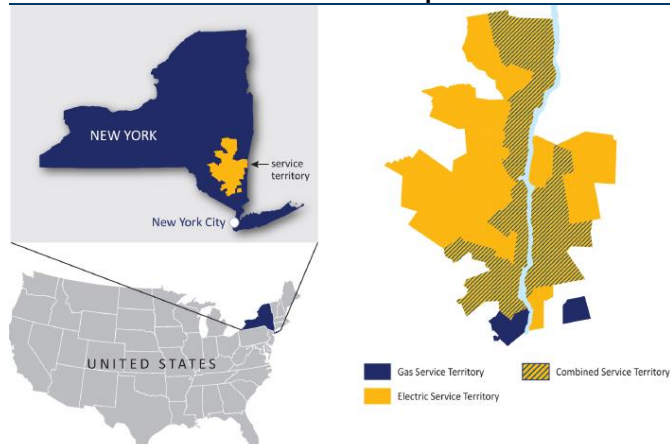 NEW YORK
service
territory
New York City
UNITED STATES
Gas Service Territory
Combined Service Territory
Electric Service Territory